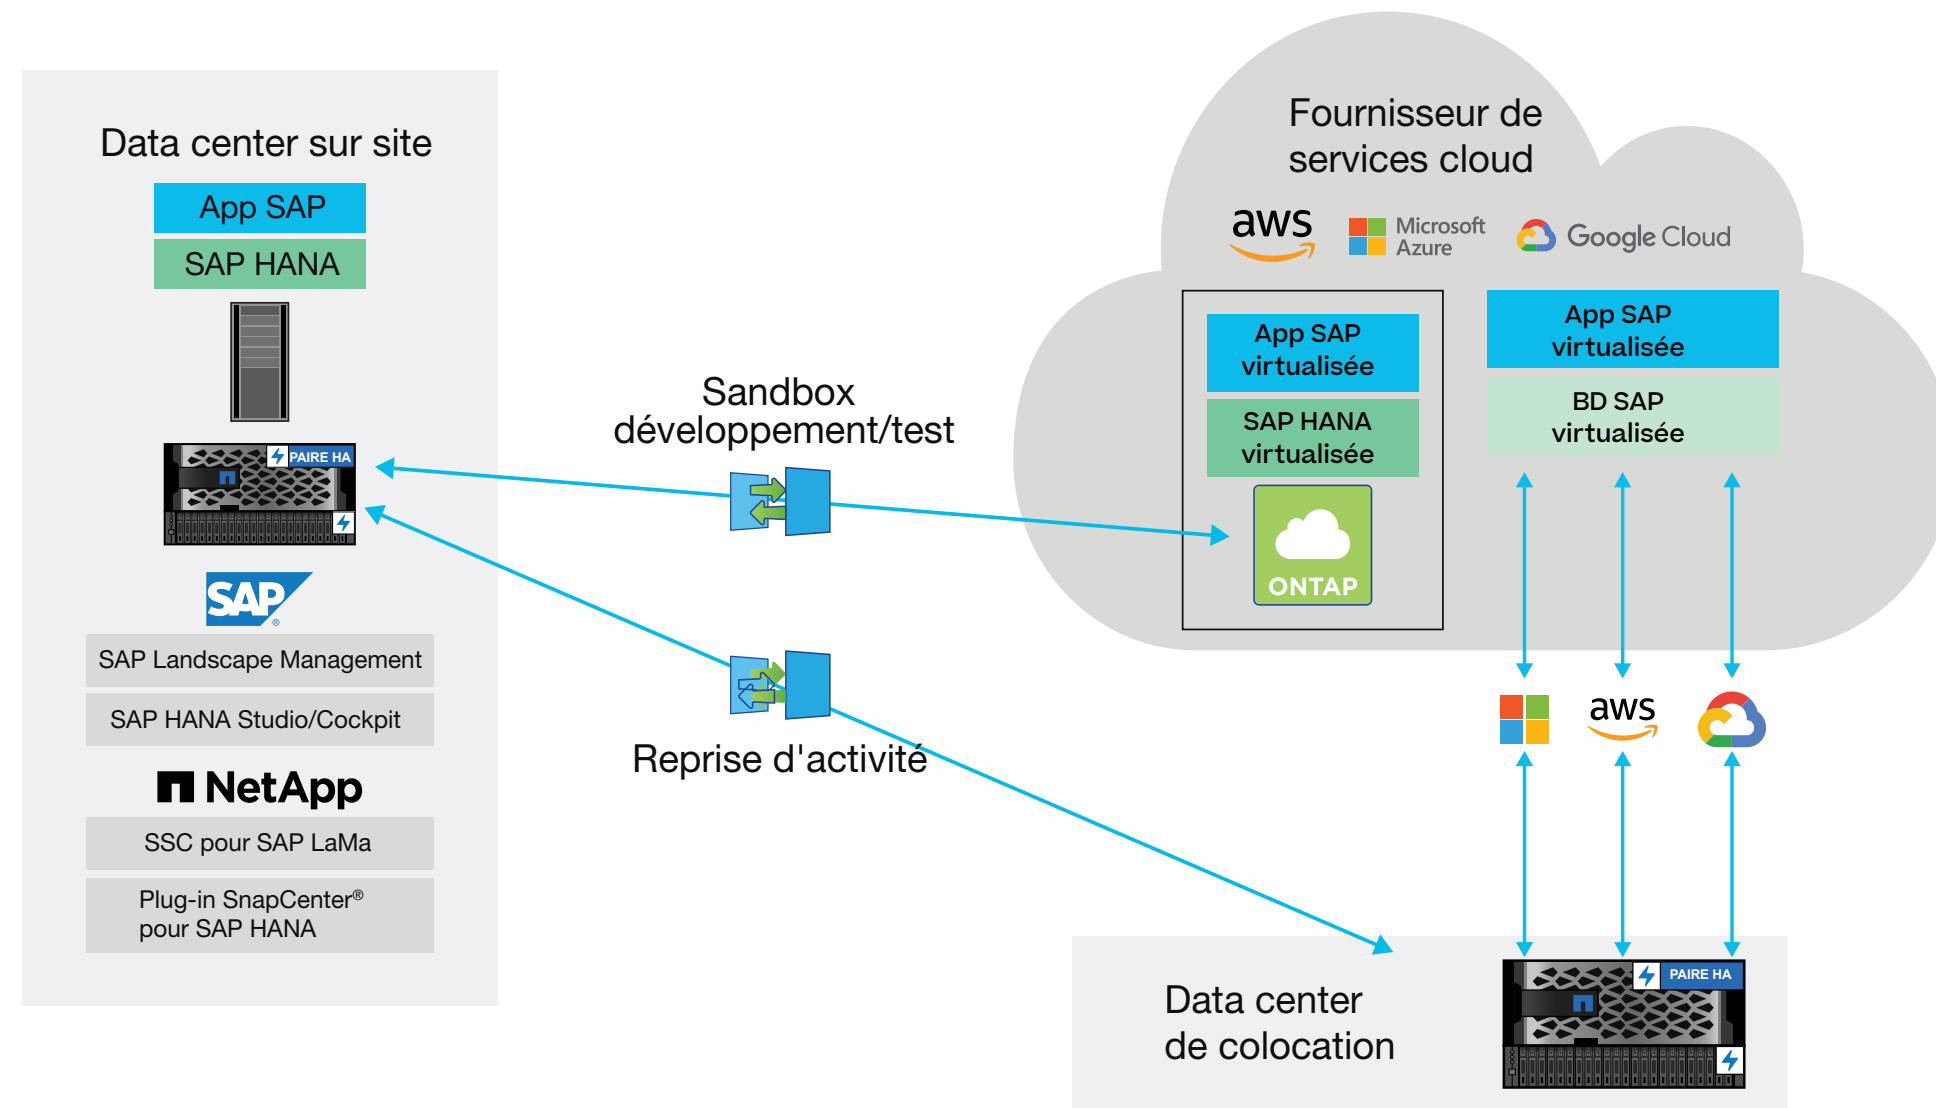 Data center sur site
App SAP
SAP HANA
PAIRE HA
SAP®
SAP Landscape Management
SAP HANA Studio/Cockpit
NetApp
SSC pour SAP LaMa
Plug-in SnapCenter®
pour SAP HANA
Sandbox
développement/test
Reprise d'activité
Fournisseur de
services cloud
aws
Microsoft
Azure
Google Cloud
App SAP
virtualisée
SAP HANA
virtualisée
ONTAP
App SAP
virtualisée
BD SAP
virtualisée
aws
Data center
de colocation
PAIRE HA